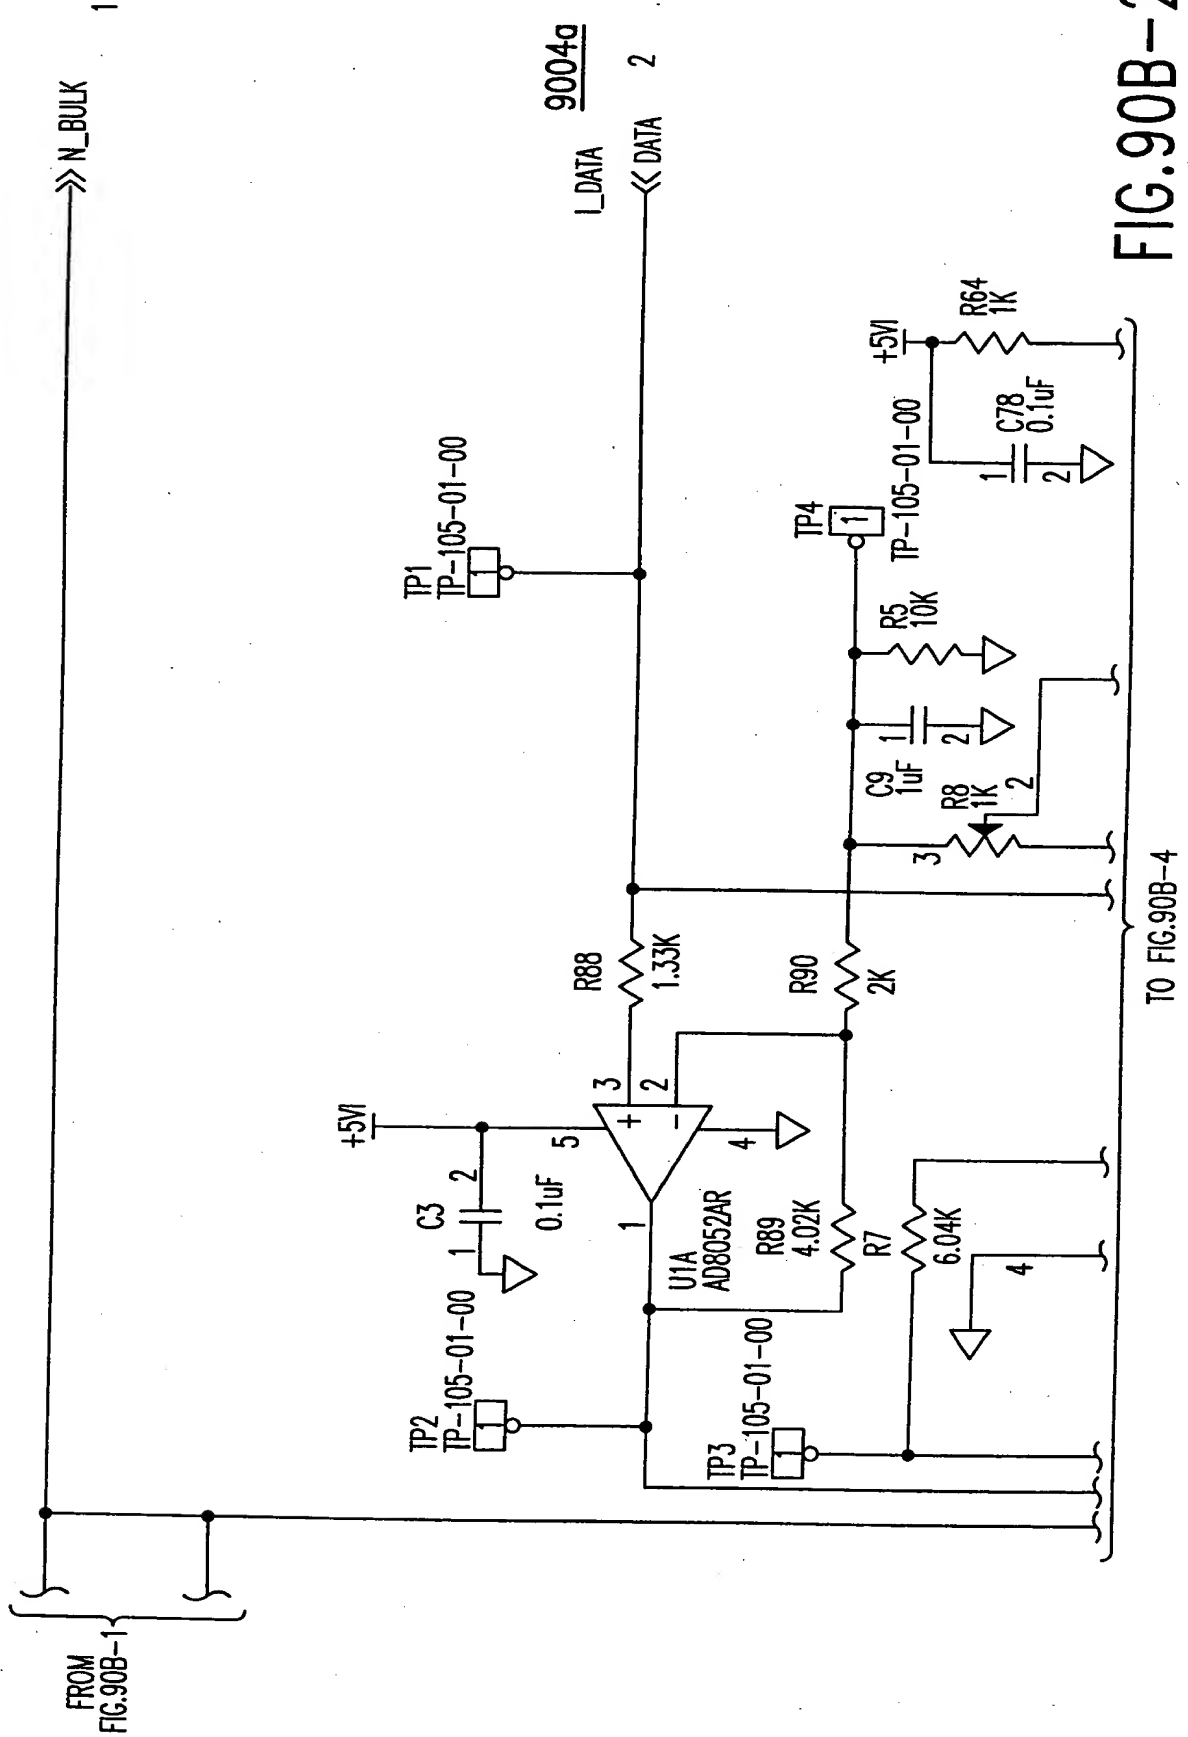 FROM
FIG.90B-1
N_BULK
1
9004a
I_DATA
DATA 2
TP2
TP-105-01-00
1
C3
1 2
0.1uF
+5VI
TP1
TP-105-01-00
1
5
3
+
2
-
4
1
U1A
AD8052AR
R88
1.33K
TP3
TP-105-01-00
1
R89
4.02K
R90
2K
R7
6.04K
4
C9
1uF
1
2
R5
10K
TP4
1
TP-105-01-00
R8
1K
3
2
+5VI
C78
0.1uF
1
2
R64
1K
TO FIG.90B-4